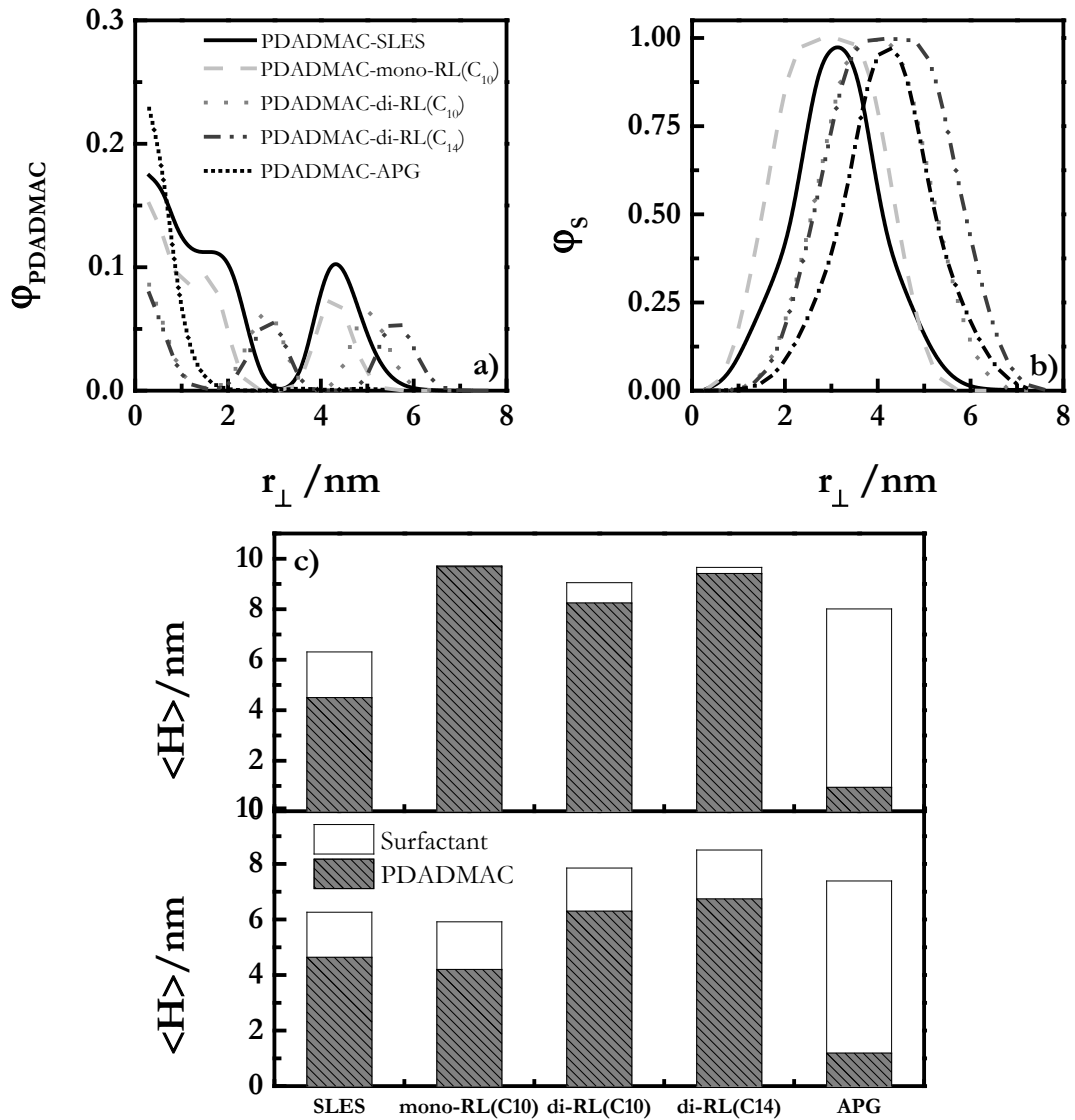 0.3
0.2
0.1
0.0
φPDADMAC
PDADMAC-SLES
PDADMAC-mono-RL(C10)
PDADMAC-di-RL(C10)
PDADMAC-di-RL(C14)
PDADMAC-APG
a)
0 2 4 6 8
r⊥ /nm
1.00
0.75
0.50
0.25
0.00
φS
b)
0 2 4 6 8
r⊥ /nm
c)
10
8
6
4
2
<H>/nm
10
8
6
4
2
0
<H>/nm
Surfactant
PDADMAC
SLES mono-RL(C10) di-RL(C10) di-RL(C14) APG